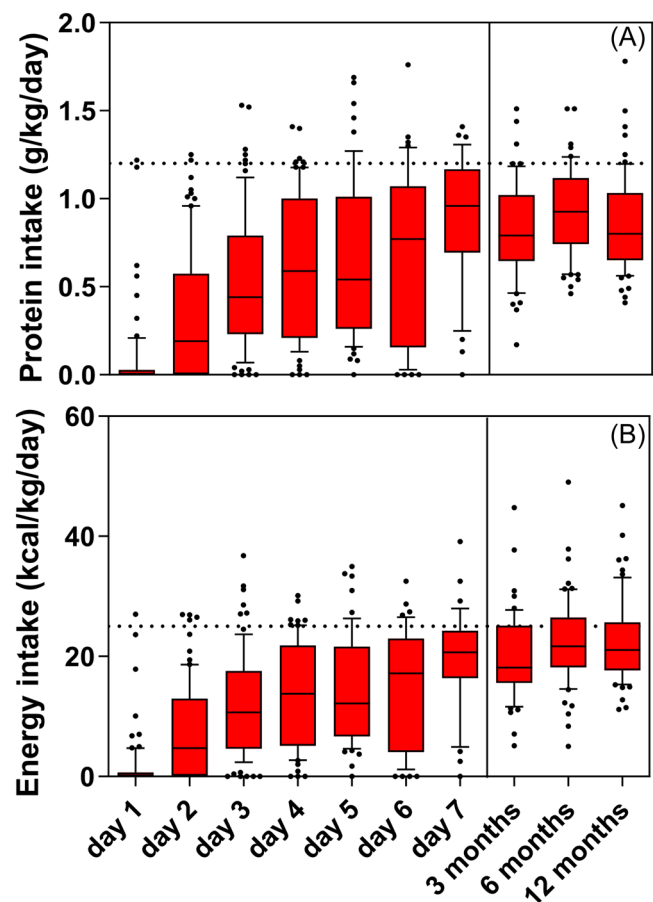 (A)
Protein intake (g/kg/day)
2.0
1.5
1.0
0.5
0.0
(B)
Energy intake (kcal/kg/day)
60
40
20
0
day 1
day 2
day 3
day 4
day 5
day 6
day 7
3 months
6 months
12 months